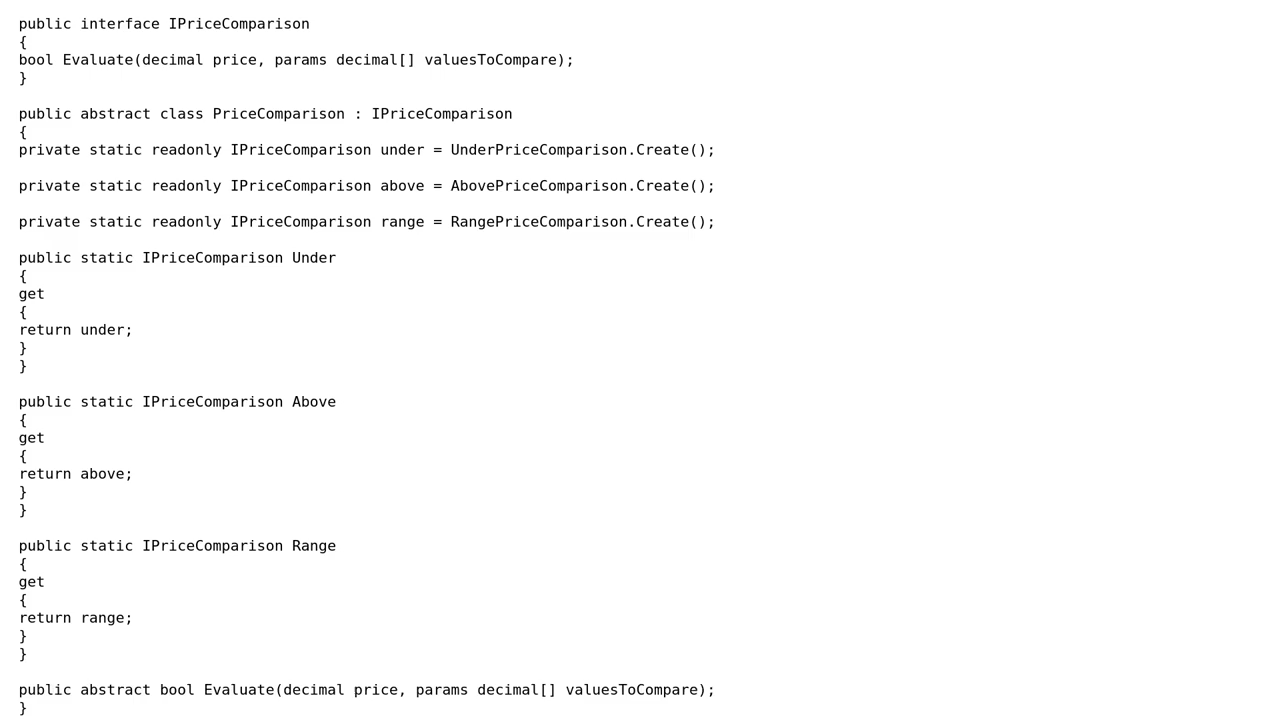 public interface IPriceComparison
{
bool Evaluate(decimal price, params decimal[] valuesToCompare);
}

public abstract class PriceComparison : IPriceComparison
{
private static readonly IPriceComparison under = UnderPriceComparison.Create();

private static readonly IPriceComparison above = AbovePriceComparison.Create();

private static readonly IPriceComparison range = RangePriceComparison.Create();

public static IPriceComparison Under
{
get
{
return under;
}
}

public static IPriceComparison Above
{
get
{
return above;
}
}

public static IPriceComparison Range
{
get
{
return range;
}
}

public abstract bool Evaluate(decimal price, params decimal[] valuesToCompare);
}